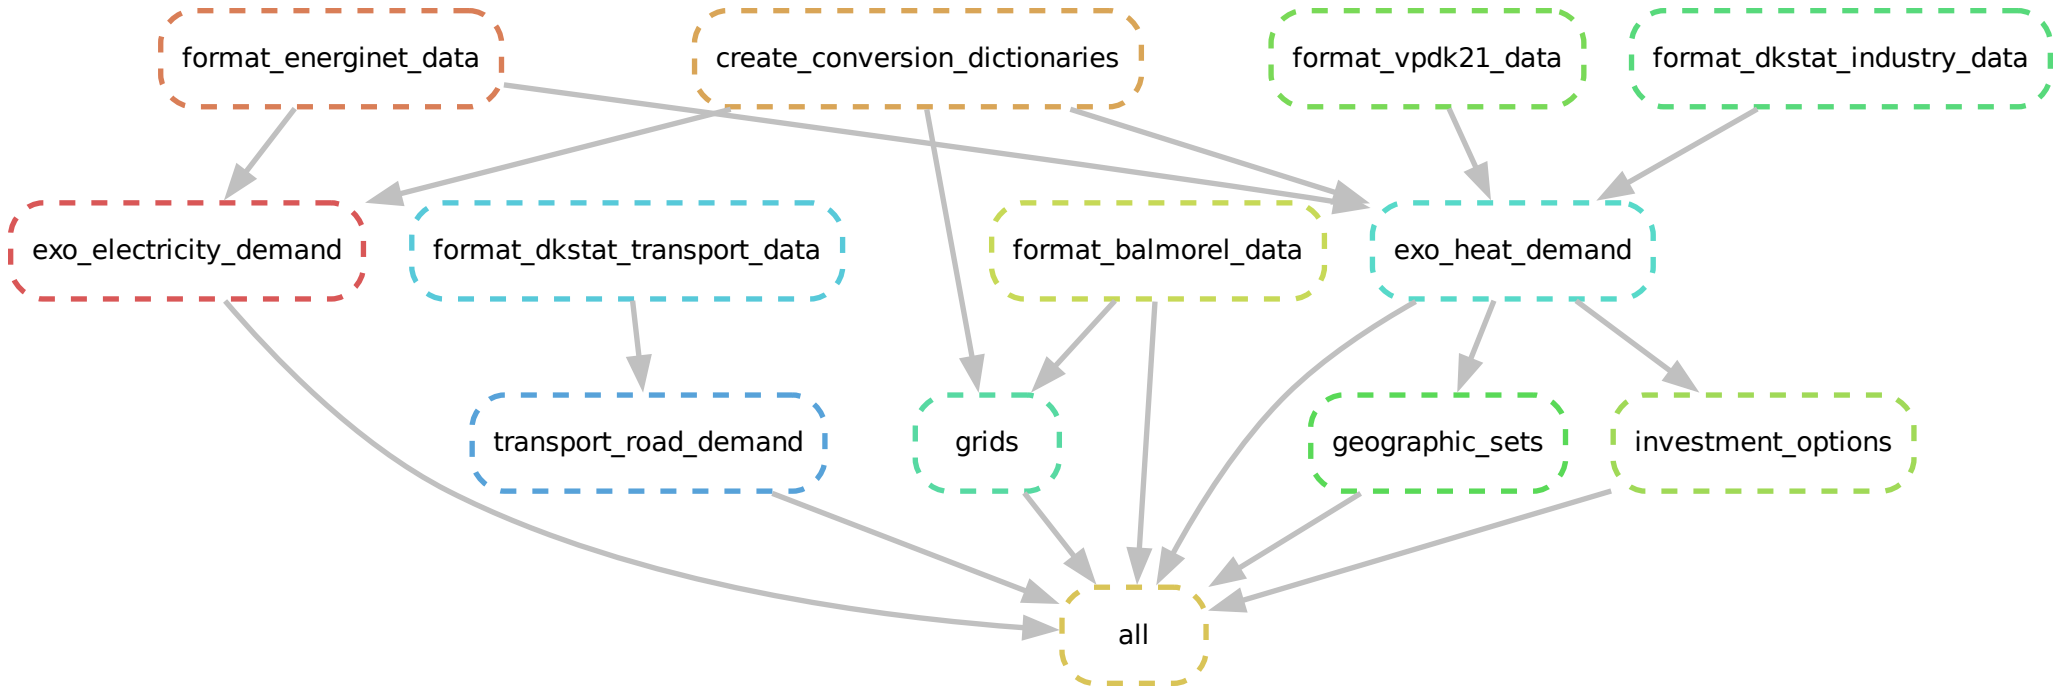 format_energinet_data
create_conversion_dictionaries
format_vpdk21_data
format_dkstat_industry_data
exo_electricity_demand
format_dkstat_transport_data
format_balmorel_data
exo_heat_demand
transport_road_demand
grids
geographic_sets
investment_options
all